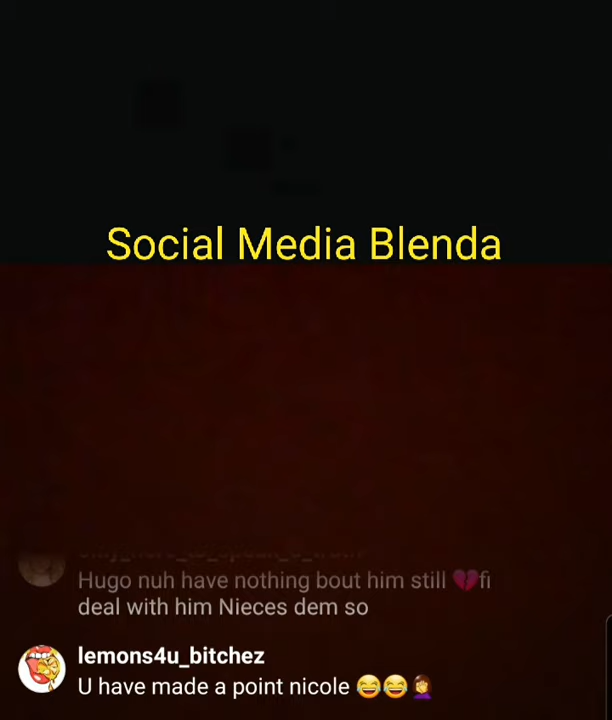 Social Media Blenda
Hugo nuh have nothing bout him still 💔fi
deal with him Nieces dem so
lemons4u_bitchez
U have made a point nicole 😂😂🤦‍♀️